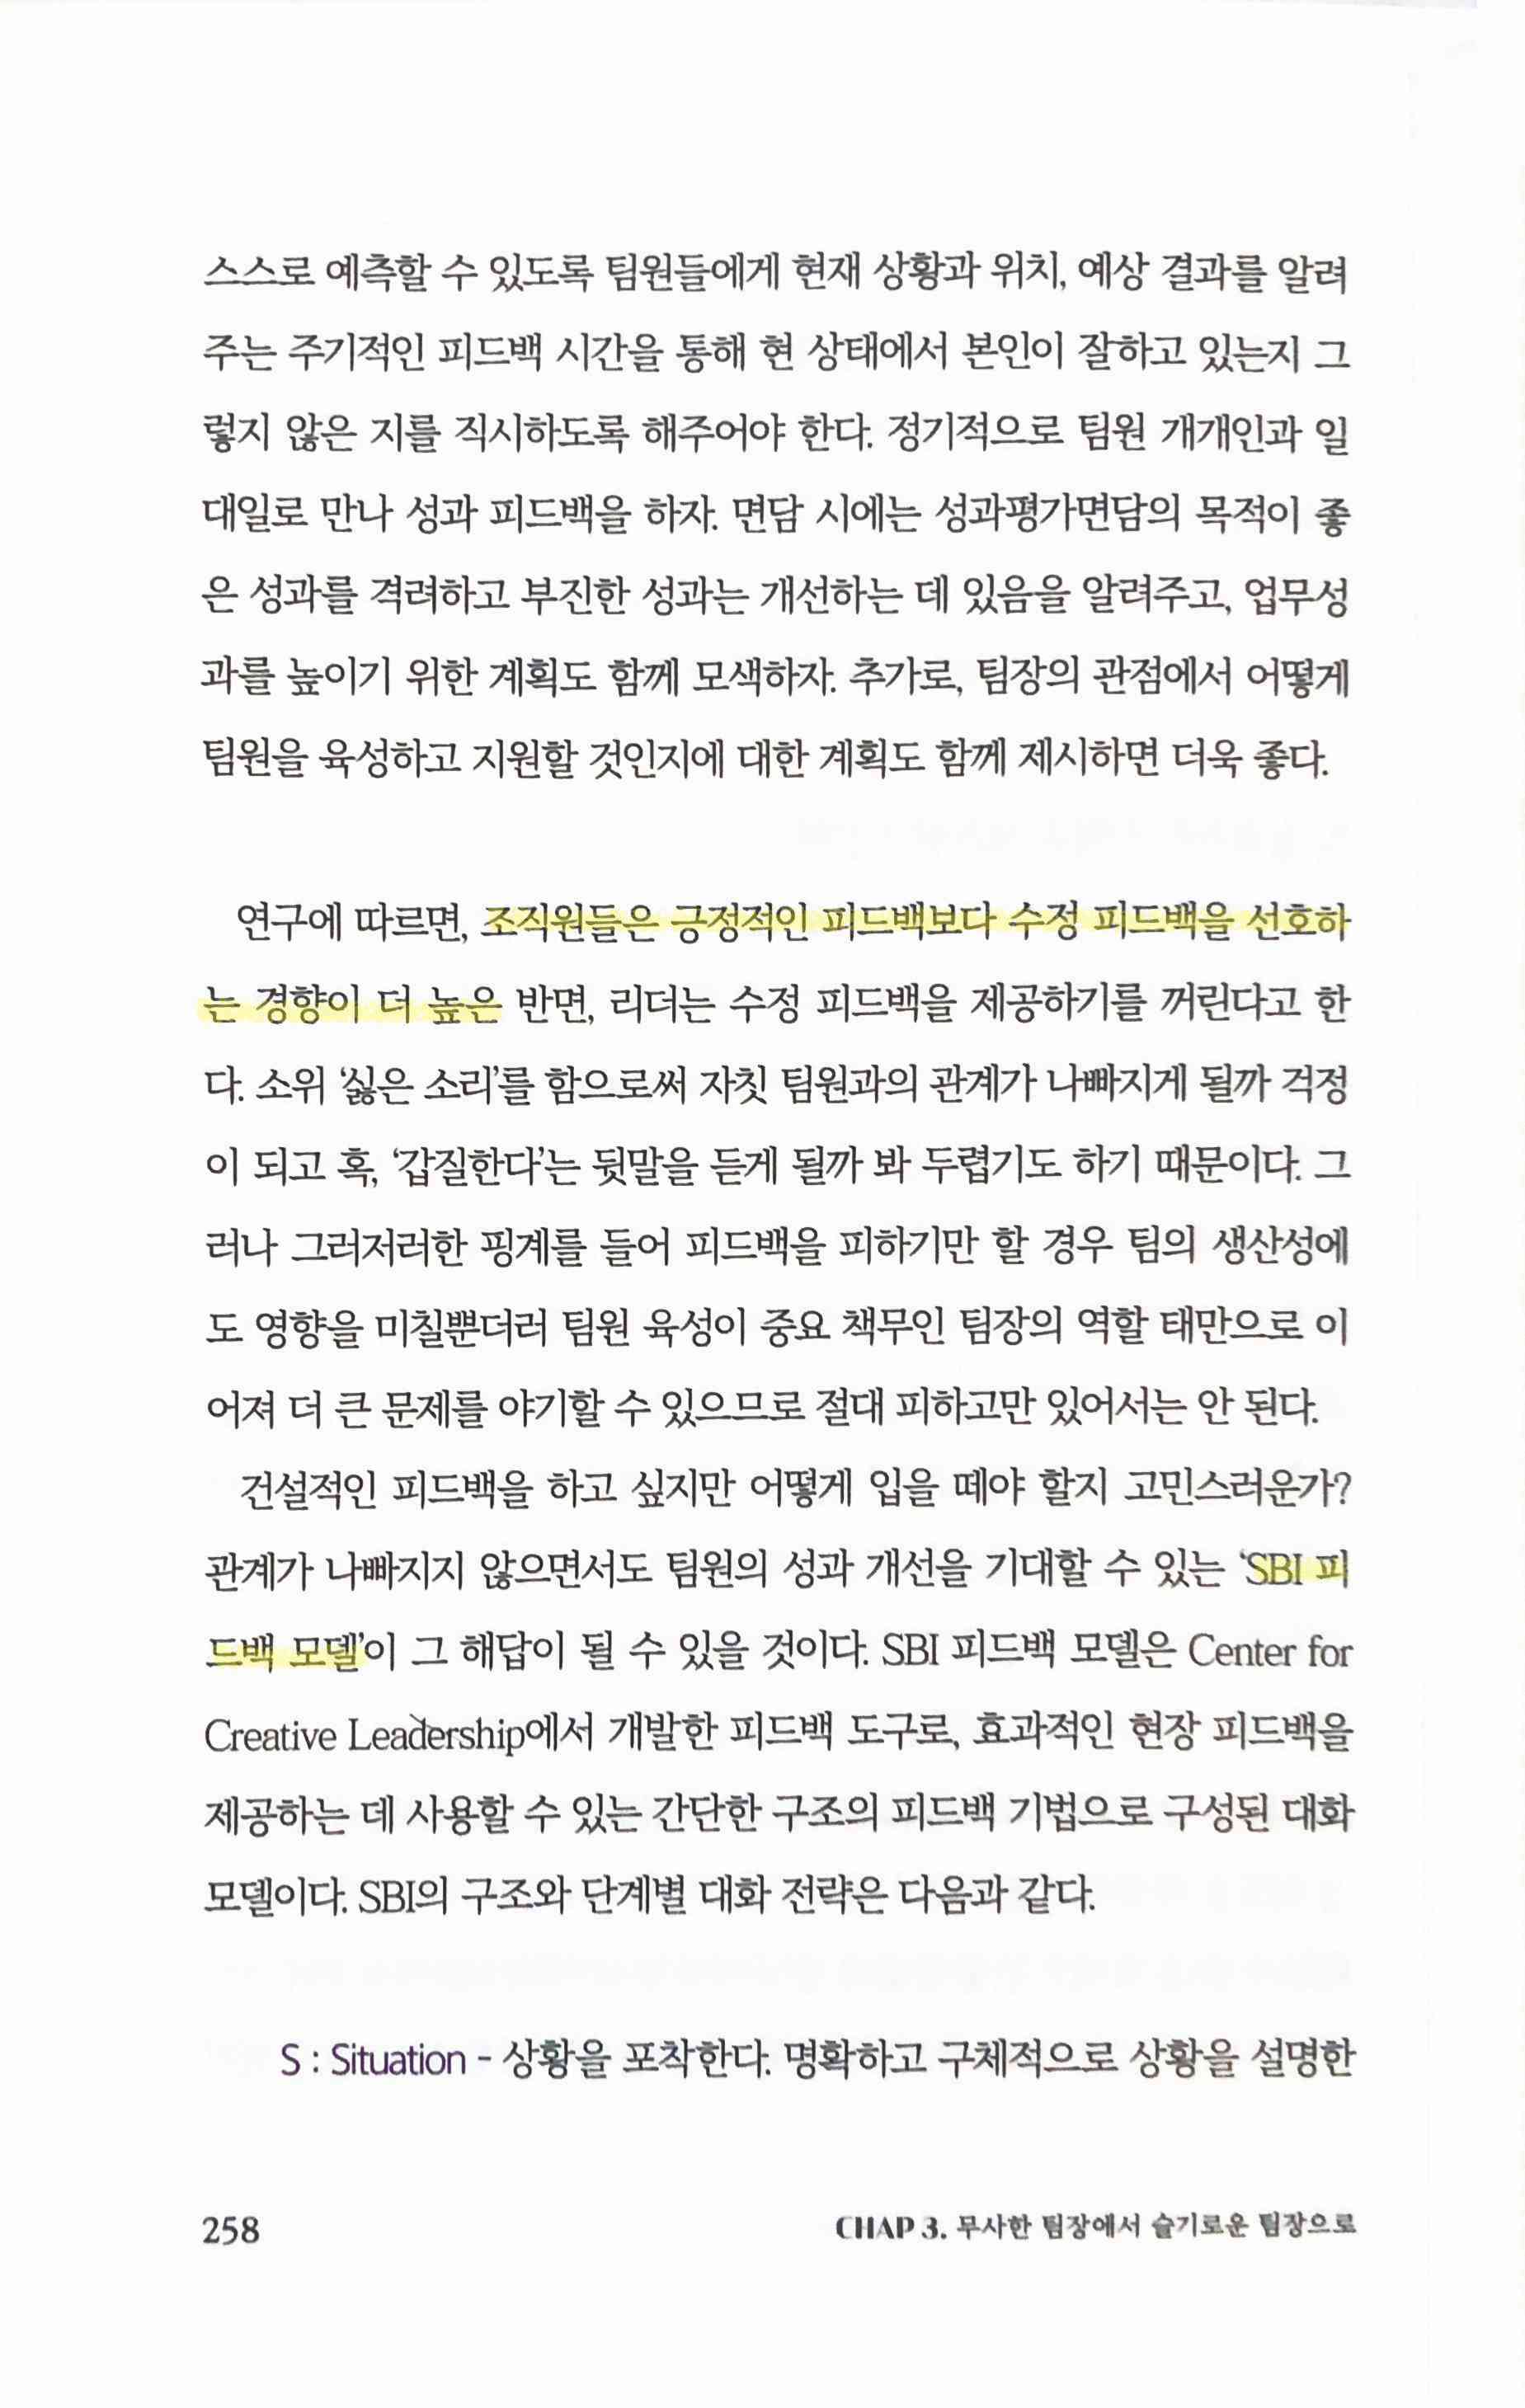 스스로 예측할 수 있도록 팀원들에게 현재 상황과 위치, 예상 결과를 알려
주는 주기적인 피드백 시간을 통해 현 상태에서 본인이 잘하고 있는지 그
렇지 않은 지를 직시하도록 해주어야 한다. 정기적으로 팀원 개개인과 일
대일로 만나 성과 피드백을 하자. 면담 시에는 성과평가면담의 목적이 좋
은 성과를 격려하고 부진한 성과는 개선하는 데 있음을 알려주고, 업무성
과를 높이기 위한 계획도 함께 모색하자. 추가로, 팀장의 관점에서 어떻게
팀원을 육성하고 지원할 것인지에 대한 계획도 함께 제시하면 더욱 좋다.
연구에 따르면, 조직원들은 긍정적인 피드백보다 수정 피드백을 선호하
는 경향이 더 높은 반면, 리더는 수정 피드백을 제공하기를 꺼린다고 한
다. 소위 '싫은 소리'를 함으로써 자칫 팀원과의 관계가 나빠지게 될까 걱정
이 되고 혹, '갑질한다'는 뒷말을 듣게 될까 봐 두렵기도 하기 때문이다. 그
러나 그러저러한 핑계를 들어 피드백을 피하기만 할 경우 팀의 생산성에
도 영향을 미칠뿐더러 팀원 육성이 중요 책무인 팀장의 역할 태만으로 이
어져 더 큰 문제를 야기할 수 있으므로 절대 피하고만 있어서는 안 된다.
건설적인 피드백을 하고 싶지만 어떻게 입을 떼야 할지 고민스러운가?
관계가 나빠지지 않으면서도 팀원의 성과 개선을 기대할 수 있는 'SBI 피
드백 모델'이 그 해답이 될 수 있을 것이다. SBI 피드백 모델은 Center for
Creative Leadership에서 개발한 피드백 도구로, 효과적인 현장 피드백을
제공하는 데 사용할 수 있는 간단한 구조의 피드백 기법으로 구성된 대화
모델이다. SBI의 구조와 단계별 대화 전략은 다음과 같다.
S : Situation - 상황을 포착한다. 명확하고 구체적으로 상황을 설명한
258
CHAP 3. 무사한 팀장에서 슬기로운 팀장으로